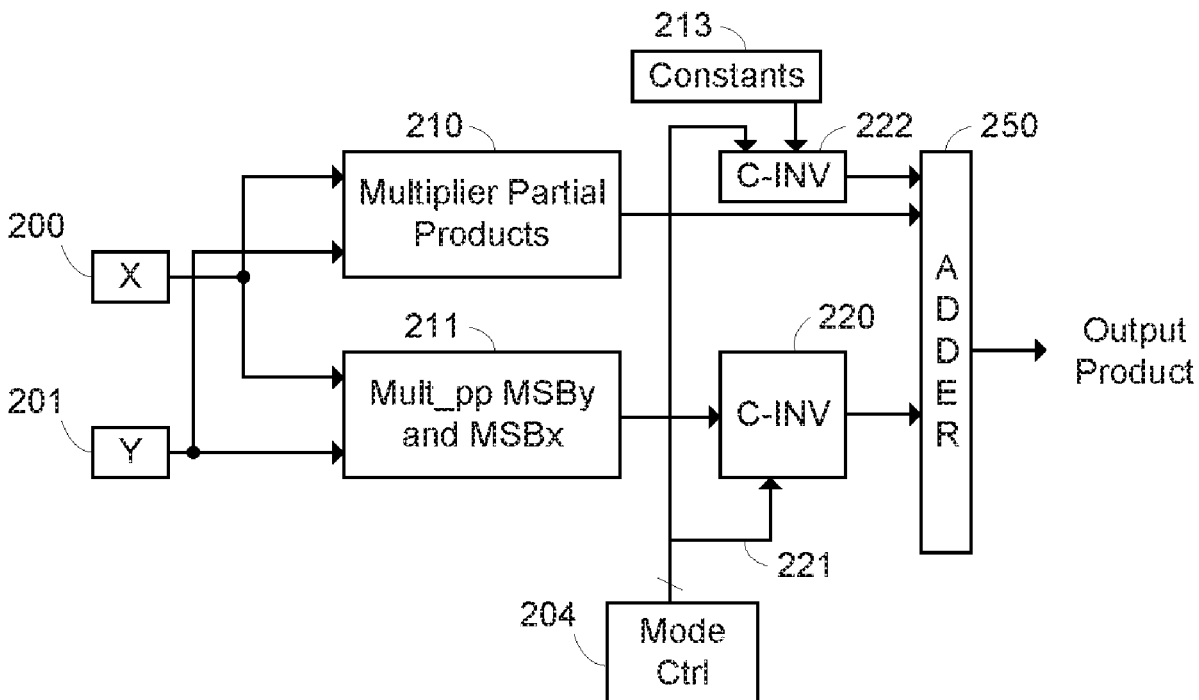 213
Constants
210
222
250
Multiplier Partial
Products
C-INV
200
X
ADDER
211
220
Output
Product
201
Y
Mult_pp MSBy
and MSBx
C-INV
221
204
Mode
Ctrl